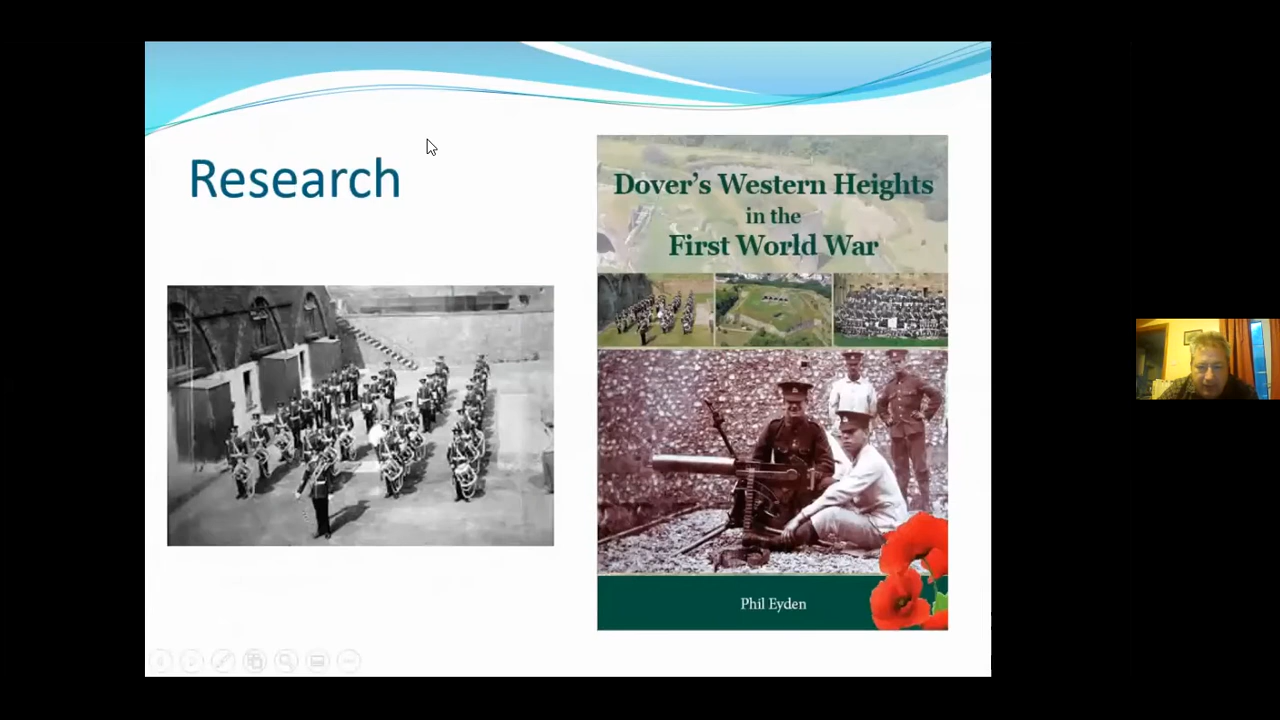 Research
Dover's Western Heights
in the
First World War
Phil Eyden